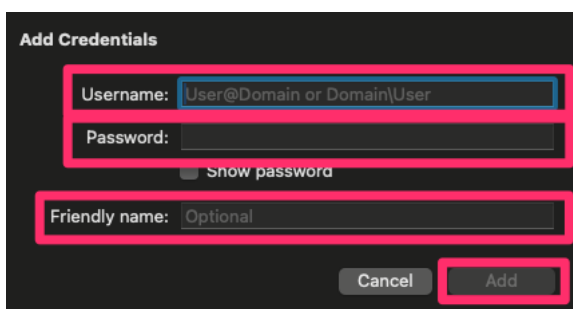 Add Credentials
Username: User@Domain or Domain\User
Password:
Show password
Friendly name: Optional
Cancel Add